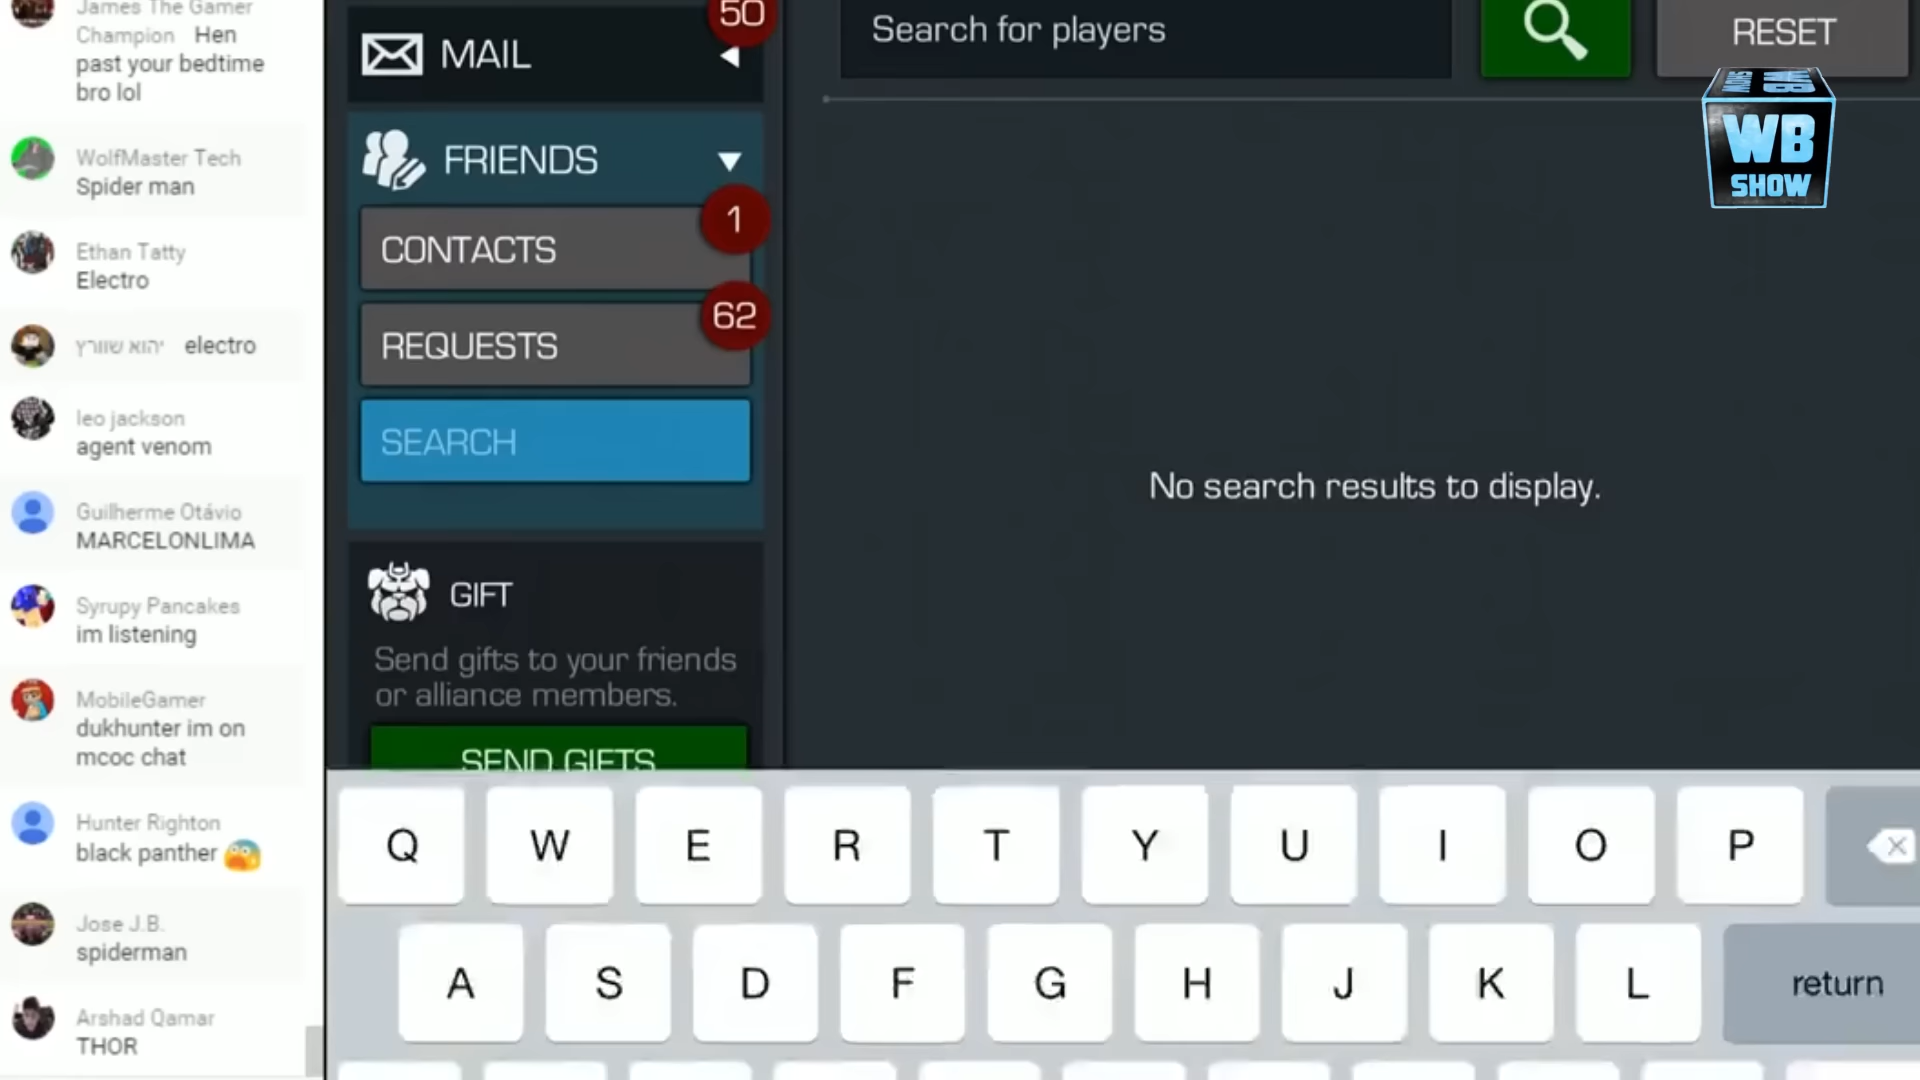 James The Gamer
Champion Hen
past your bedtime
bro lol
WolfMaster Tech
Spider man
Ethan Tatty
Electro
יהוא שוורץ electro
leo jackson
agent venom
Guilherme Otávio
MARCELONLIMA
Syrupy Pancakes
im listening
MobileGamer
dukhunter im on
mcoc chat
Hunter Righton
black panther
Jose J.B.
spiderman
Arshad Qamar
THOR
50
MAIL
FRIENDS
1
CONTACTS
62
REQUESTS
SEARCH
GIFT
Send gifts to your friends
or alliance members.
SEND GIFTS
Search for players
RESET
SHOW WB
WB
SHOW
No search results to display.
Q W E R T Y U I O P
A S D F G H J K L return